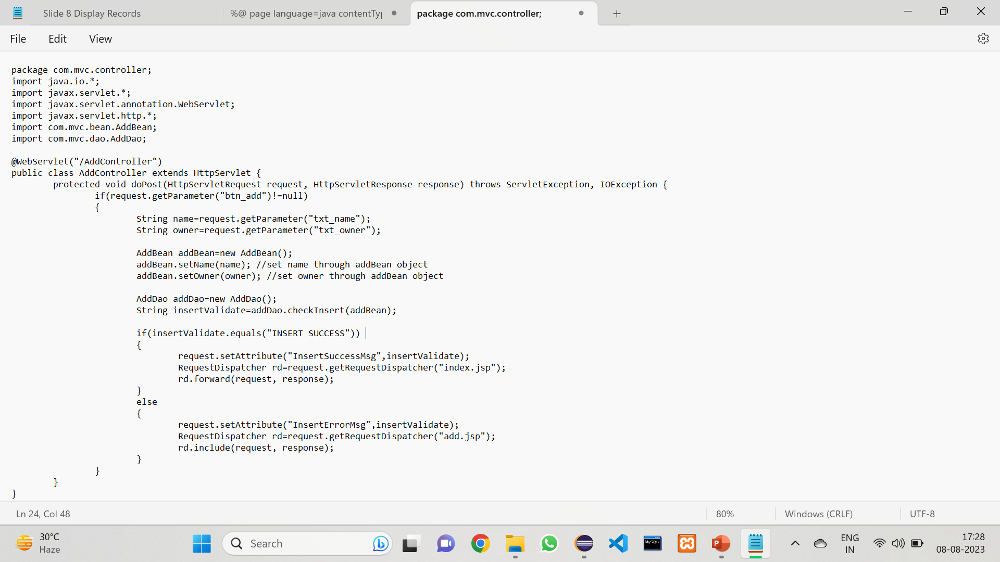 Slide 8 Display Records
%@ page language=java contentTyp
package com.mvc.controller;
File Edit View
package com.mvc.controller;
import java.io.*;
import javax.servlet.*;
import javax.servlet.annotation.WebServlet;
import javax.servlet.http.*;
import com.mvc.bean.AddBean;
import com.mvc.dao.AddDao;
@WebServlet("/AddController")
public class AddController extends HttpServlet {
protected void doPost(HttpServletRequest request, HttpServletResponse response) throws ServletException, IOException {
if(request.getParameter("btn_add")!=null)
{
String name=request.getParameter("txt_name");
String owner=request.getParameter("txt_owner");
AddBean addBean=new AddBean();
addBean.setName(name); //set name through addBean object
addBean.setOwner(owner); //set owner through addBean object
AddDao addDao=new AddDao();
String insertValidate=addDao.checkInsert(addBean);
if(insertValidate.equals("INSERT SUCCESS"))
{
request.setAttribute("InsertSuccessMsg",insertValidate);
RequestDispatcher rd=request.getRequestDispatcher("index.jsp");
rd.forward(request, response);
}
else
{
request.setAttribute("InsertErrorMsg",insertValidate);
RequestDispatcher rd=request.getRequestDispatcher("add.jsp");
rd.include(request, response);
}
}
}
}
Ln 24, Col 48
80%
Windows (CRLF)
UTF-8
30°C
Haze
Search
MySQL>
P
ENG
IN
17:28
08-08-2023